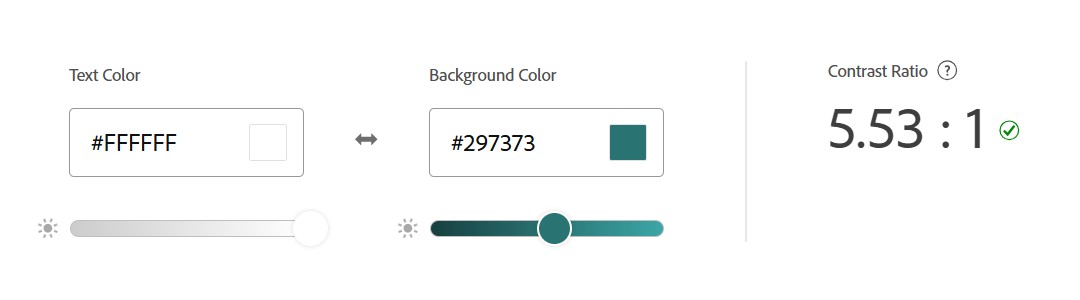 Text Color
#FFFFFF
Background Color
#297373
Contrast Ratio ?
5.53 : 1